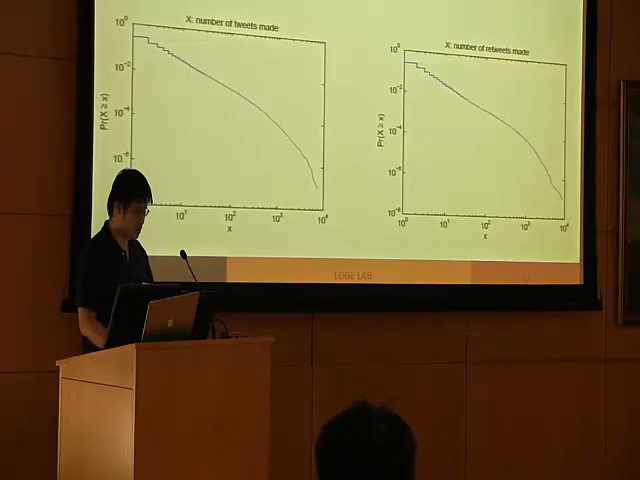 X: number of tweets made
10^0
10^-2
10^-4
10^-6
Pr(X ≥ x)
10^1
10^2
10^3
10^4
x
X: number of retweets made
10^0
10^-2
10^-4
10^-6
10^-8
Pr(X ≥ x)
10^0
10^1
10^2
10^3
10^4
x
EDGE LAB